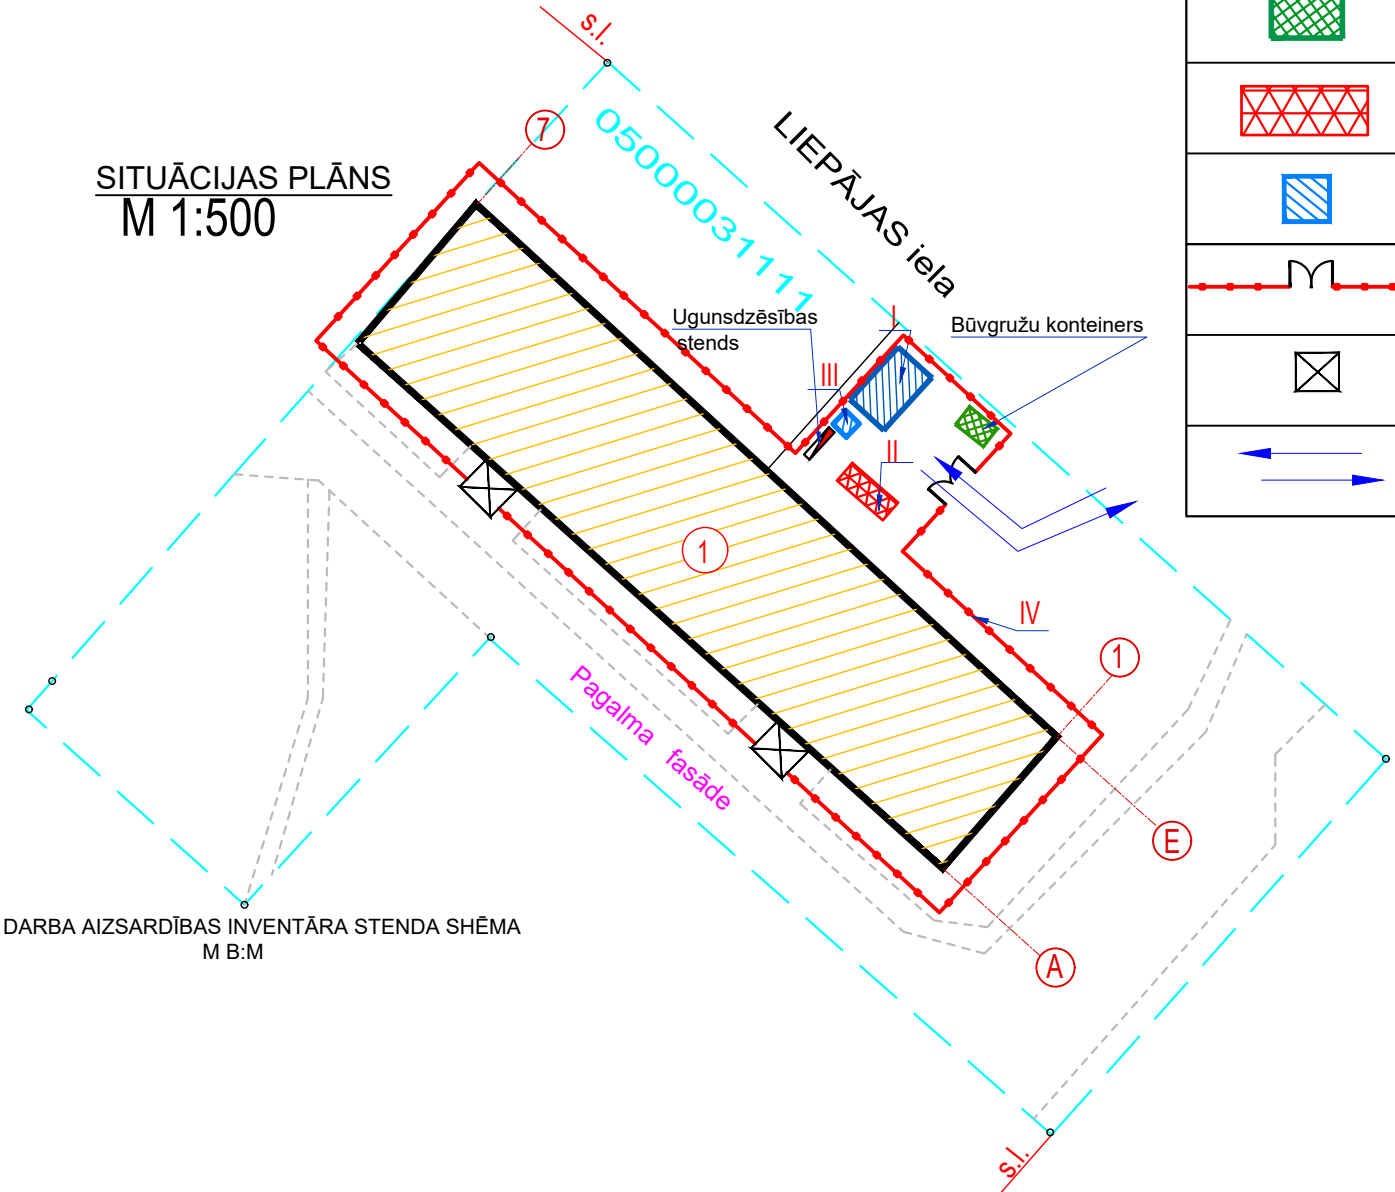 s.l.
7
05000031111
LIEPĀJAS iela
SITUĀCIJAS PLĀNS
M 1:500
Ugunsdzēsības
stends
I
Būvgružu konteiners
III
II
1
IV
1
Pagalma fasāde
E
A
DARBA AIZSARDĪBAS INVENTĀRA STENDA SHĒMA
M B:M
s.l.